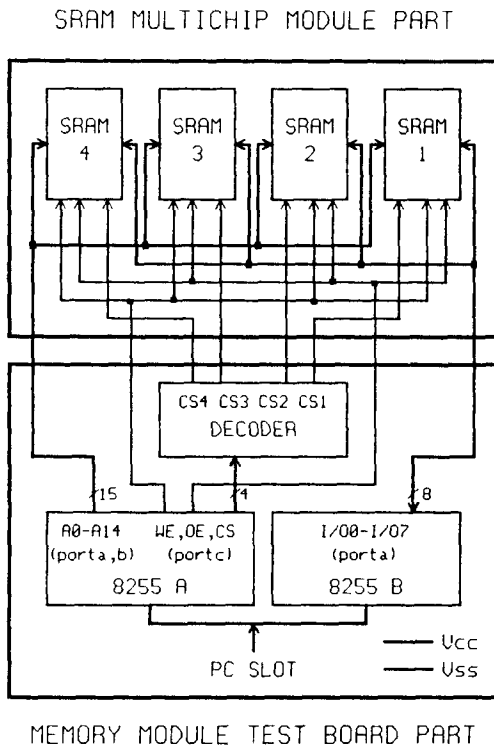 SRAM MULTICHIP MODULE PART
SRAM 4
SRAM 3
SRAM 2
SRAM 1
CS4 CS3 CS2 CS1
DECODER
15
4
8
A0-A14
(porta,b)
WE,OE,CS
(portc)
8255 A
I/O0-I/O7
(porta)
8255 B
PC SLOT
Vcc
Vss
MEMORY MODULE TEST BOARD PART